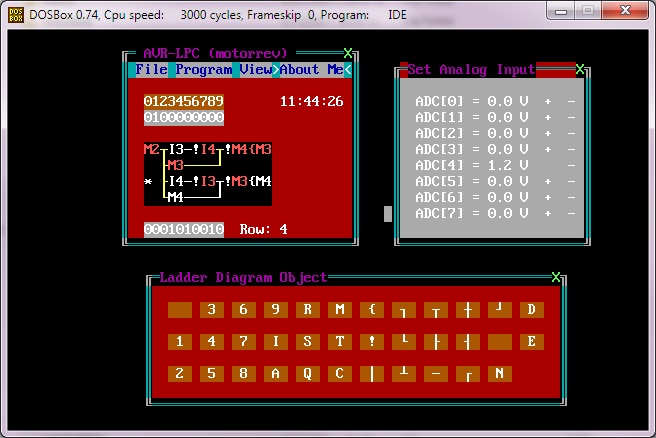 DOSBox 0.74, Cpu speed: 3000 cycles, Frameskip 0, Program: IDE
AVR-LPC (motorrev) X
File Program View>About Me<
0123456789 11:44:26
0100000000
M2┬I3-!I4┬!M4{M3
├M3────┘
* ├I4-!I3┬!M3{M4
└M4────┘
0001010010 Row: 4
Set Analog Input X
ADC[0] = 0.0 V + -
ADC[1] = 0.0 V + -
ADC[2] = 0.0 V + -
ADC[3] = 0.0 V + -
ADC[4] = 1.2 V -
ADC[5] = 0.0 V + -
ADC[6] = 0.0 V + -
ADC[7] = 0.0 V + -
Ladder Diagram Object X
3 6 9 R M { ┐ ┬ ┼ ┘ D
1 4 7 I S T ! └ ├ ┤ E
2 5 8 A Q C │ ┴ ─ ┌ N